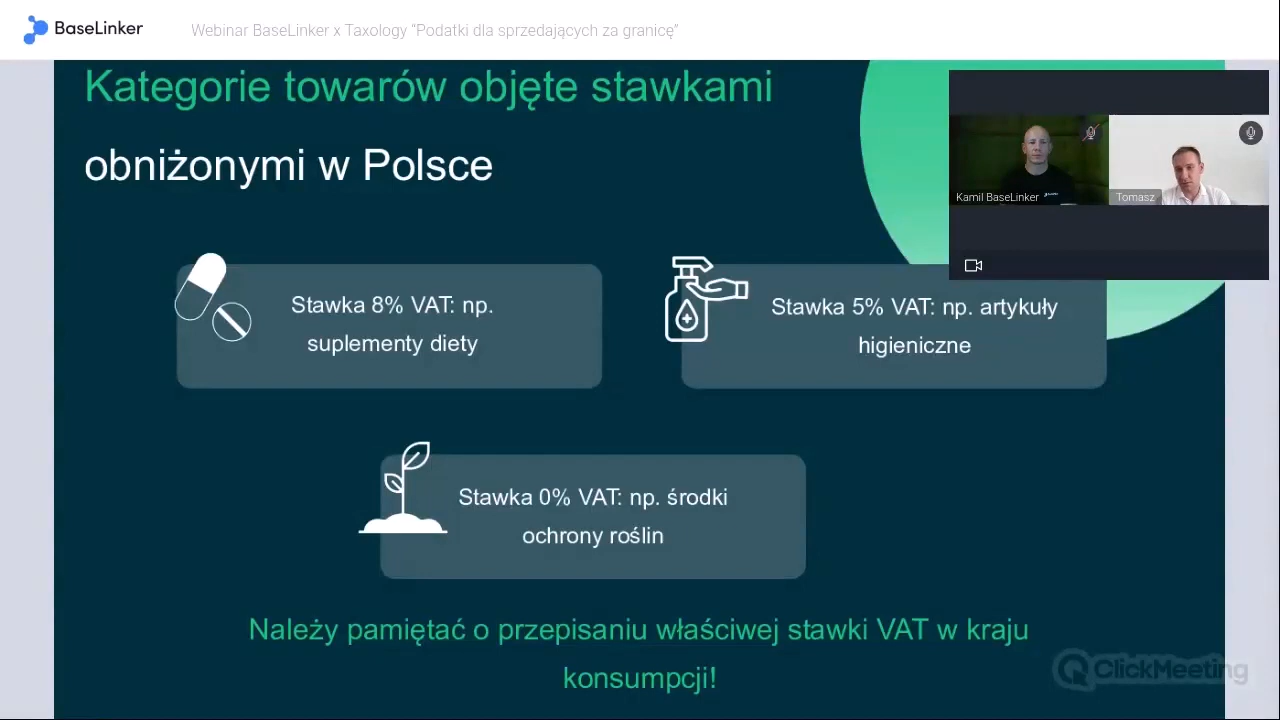 BaseLinker
Webinar BaseLinker x Taxology “Podatki dla sprzedających za granicę”
Kategorie towarów objęte stawkami
obniżonymi w Polsce
Kamil BaseLinker
Tomasz
Stawka 8% VAT: np.
suplementy diety
Stawka 5% VAT: np. artykuły
higieniczne
Stawka 0% VAT: np. środki
ochrony roślin
Należy pamiętać o przepisaniu właściwej stawki VAT w kraju
konsumpcji!
ClickMeeting